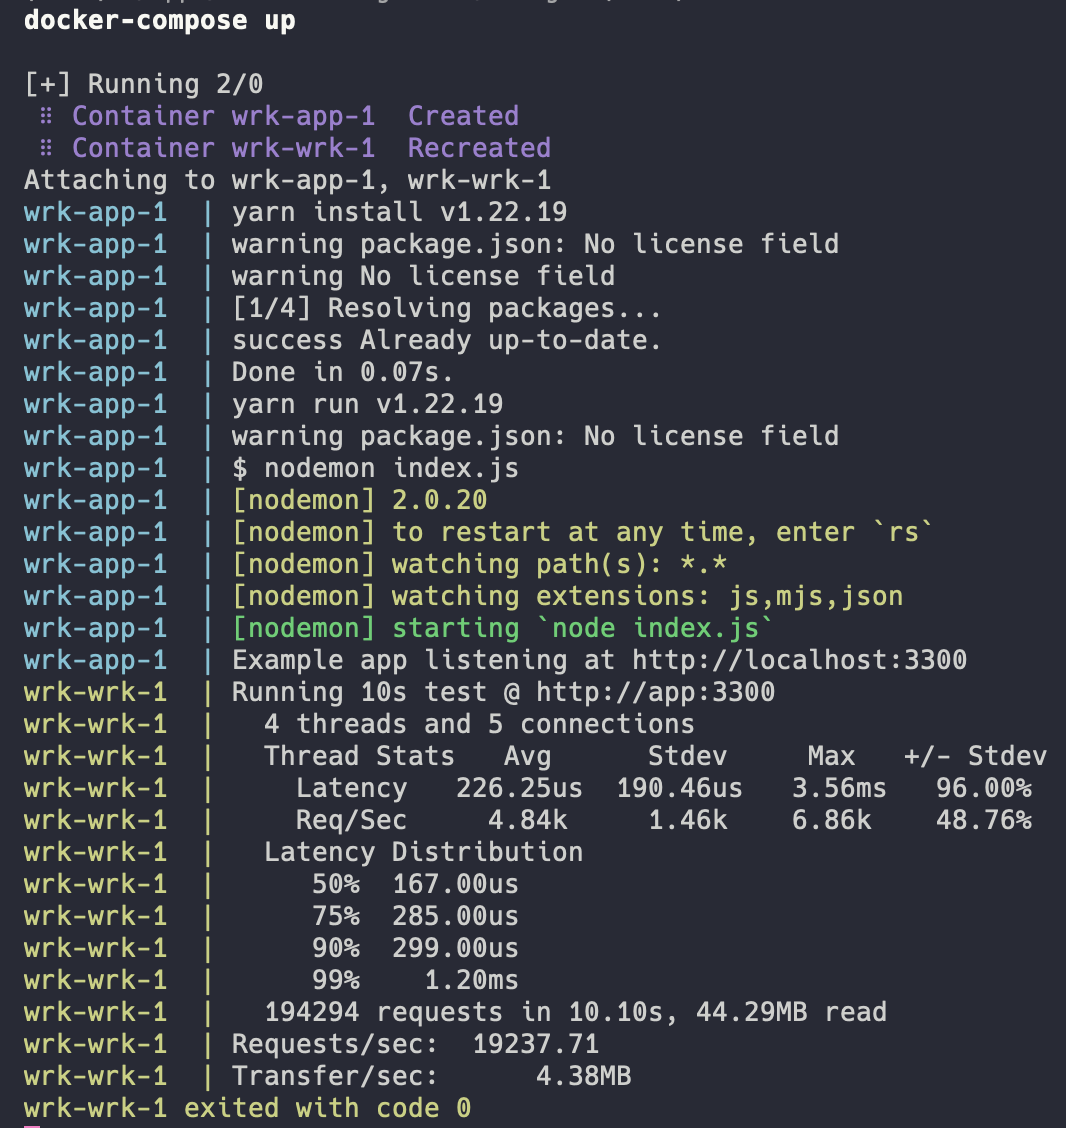 docker-compose up
[+] Running 2/0
⠿ Container wrk-app-1  Created
⠿ Container wrk-wrk-1  Recreated
Attaching to wrk-app-1, wrk-wrk-1
wrk-app-1  | yarn install v1.22.19
wrk-app-1  | warning package.json: No license field
wrk-app-1  | warning No license field
wrk-app-1  | [1/4] Resolving packages...
wrk-app-1  | success Already up-to-date.
wrk-app-1  | Done in 0.07s.
wrk-app-1  | yarn run v1.22.19
wrk-app-1  | warning package.json: No license field
wrk-app-1  | $ nodemon index.js
wrk-app-1  | [nodemon] 2.0.20
wrk-app-1  | [nodemon] to restart at any time, enter `rs`
wrk-app-1  | [nodemon] watching path(s): *.*
wrk-app-1  | [nodemon] watching extensions: js,mjs,json
wrk-app-1  | [nodemon] starting `node index.js`
wrk-app-1  | Example app listening at http://localhost:3300
wrk-wrk-1  | Running 10s test @ http://app:3300
wrk-wrk-1  |   4 threads and 5 connections
wrk-wrk-1  |   Thread Stats   Avg      Stdev     Max   +/- Stdev
wrk-wrk-1  |     Latency   226.25us  190.46us   3.56ms   96.00%
wrk-wrk-1  |     Req/Sec     4.84k     1.46k    6.86k    48.76%
wrk-wrk-1  |   Latency Distribution
wrk-wrk-1  |      50%  167.00us
wrk-wrk-1  |      75%  285.00us
wrk-wrk-1  |      90%  299.00us
wrk-wrk-1  |      99%    1.20ms
wrk-wrk-1  |   194294 requests in 10.10s, 44.29MB read
wrk-wrk-1  | Requests/sec:  19237.71
wrk-wrk-1  | Transfer/sec:      4.38MB
wrk-wrk-1 exited with code 0